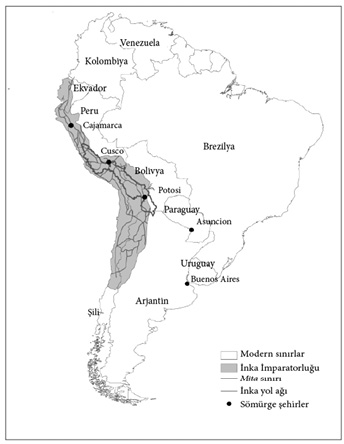 Venezuela
Kolombiya
Ekvador
Peru
Cajamarca
Brezilya
Cusco
Bolivya
Potosi
Paraguay
Asuncion
Uruguay
Buenos Aires
Şili
Arjantin
Modern sınırlar
İnka İmparatorluğu
Mita sınırı
İnka yol ağı
Sömürge şehirler